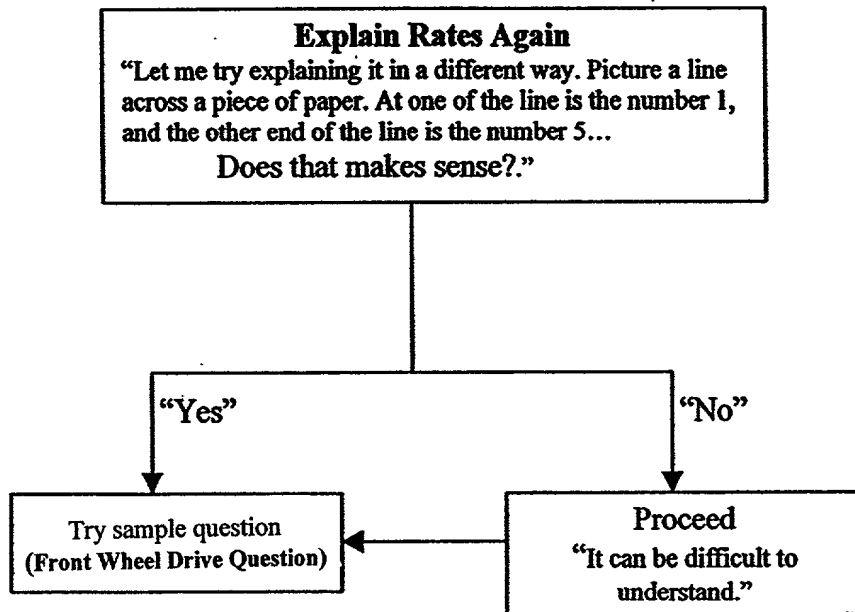 Explain Rates Again
“Let me try explaining it in a different way. Picture a line
across a piece of paper. At one of the line is the number 1,
and the other end of the line is the number 5...
Does that makes sense?.”
“Yes”
“No”
Try sample question
(Front Wheel Drive Question)
Proceed
“It can be difficult to
understand.”